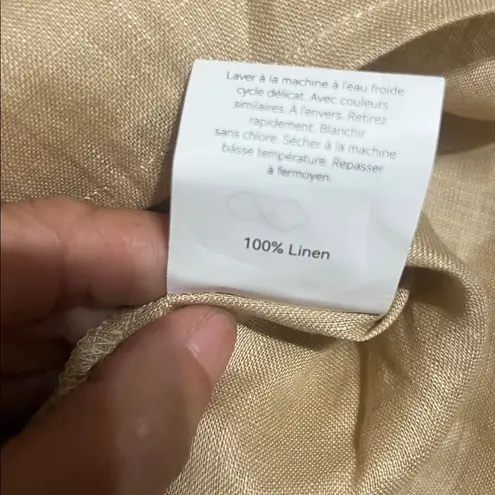 Laver à la machine à l'eau froide
cycle délicat. Avec couleurs
similaires. À l'envers. Retirez
rapidement. Blanchir
sans chlore. Sécher à la machine
basse température. Repasser
à fermoyen.
100% Linen